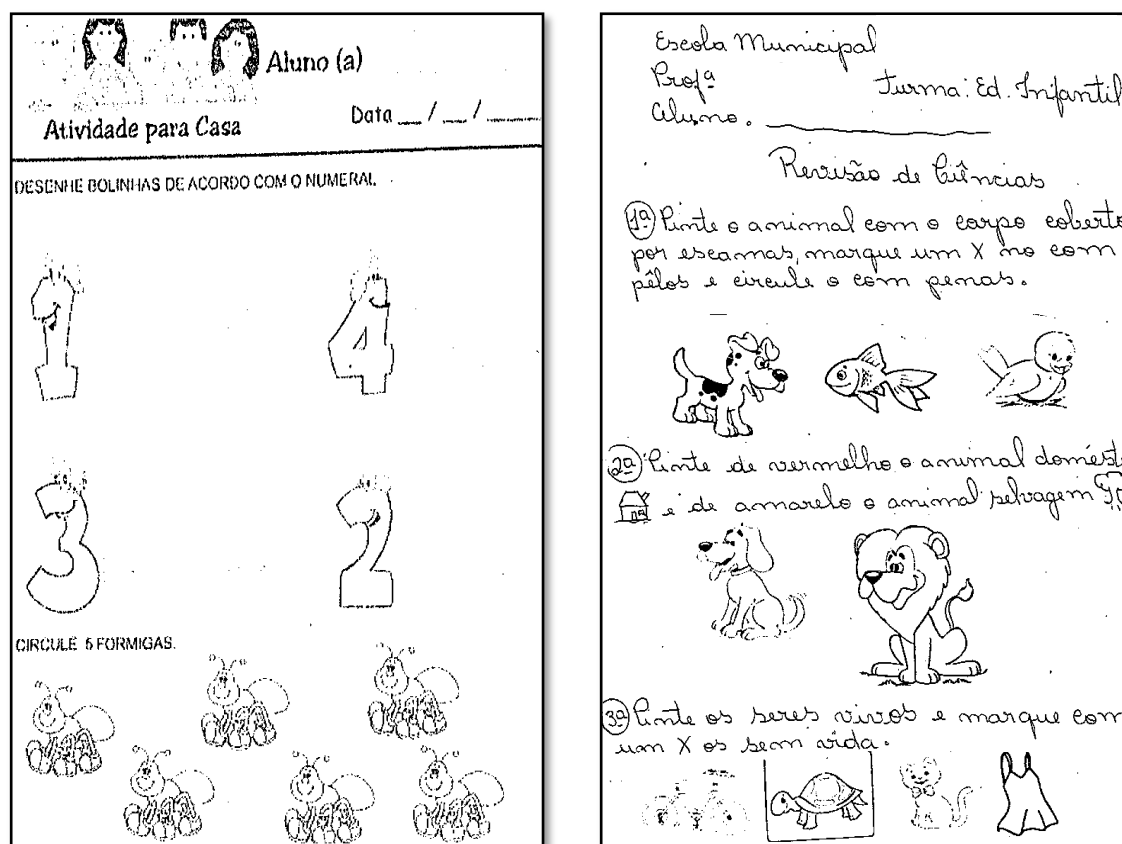 Aluno (a)
Atividade para Casa
Data __/__/____
DESENHE BOLINHAS DE ACORDO COM O NUMERAL.
1
4
3
2
CIRCULE 5 FORMIGAS.
Escola Municipal
Profª
Turma: Ed. Infantil
Aluno. ____________
Revisão de Ciências
1ª Pinte o animal com o corpo coberto
por escamas, marque um X no com
pêlos e circule o com penas.
2ª Pinte de vermelho o animal domést
e de amarelo o animal selvagem
3ª Pinte os seres vivos e marque com
um X os sem vida.